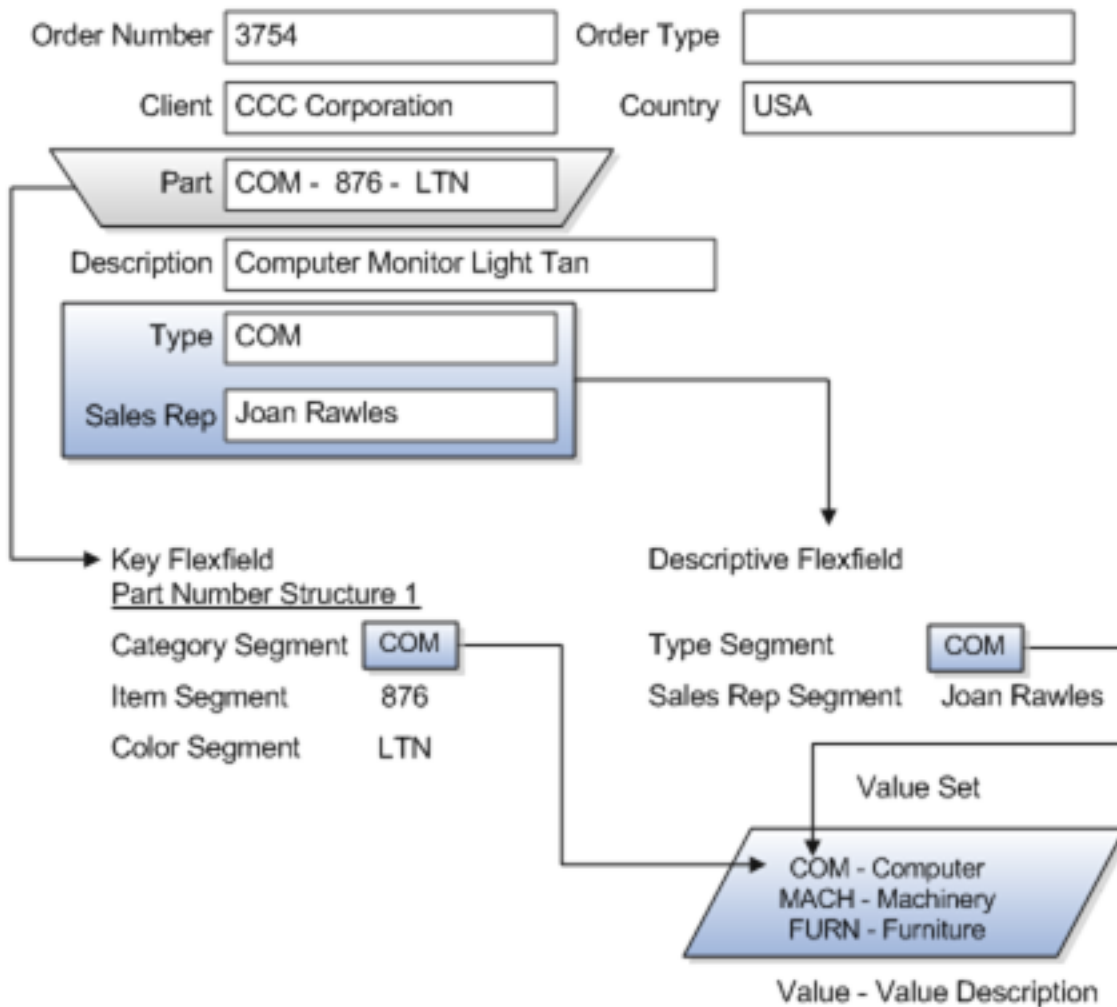 Order Number 3754 Order Type
Client CCC Corporation Country USA
Part COM - 876 - LTN
Description Computer Monitor Light Tan
Type COM
Sales Rep Joan Rawles
Key Flexfield Descriptive Flexfield
Part Number Structure 1
Category Segment COM Type Segment COM
Item Segment 876 Sales Rep Segment Joan Rawles
Color Segment LTN
Value Set
COM - Computer
MACH - Machinery
FURN - Furniture
Value - Value Description